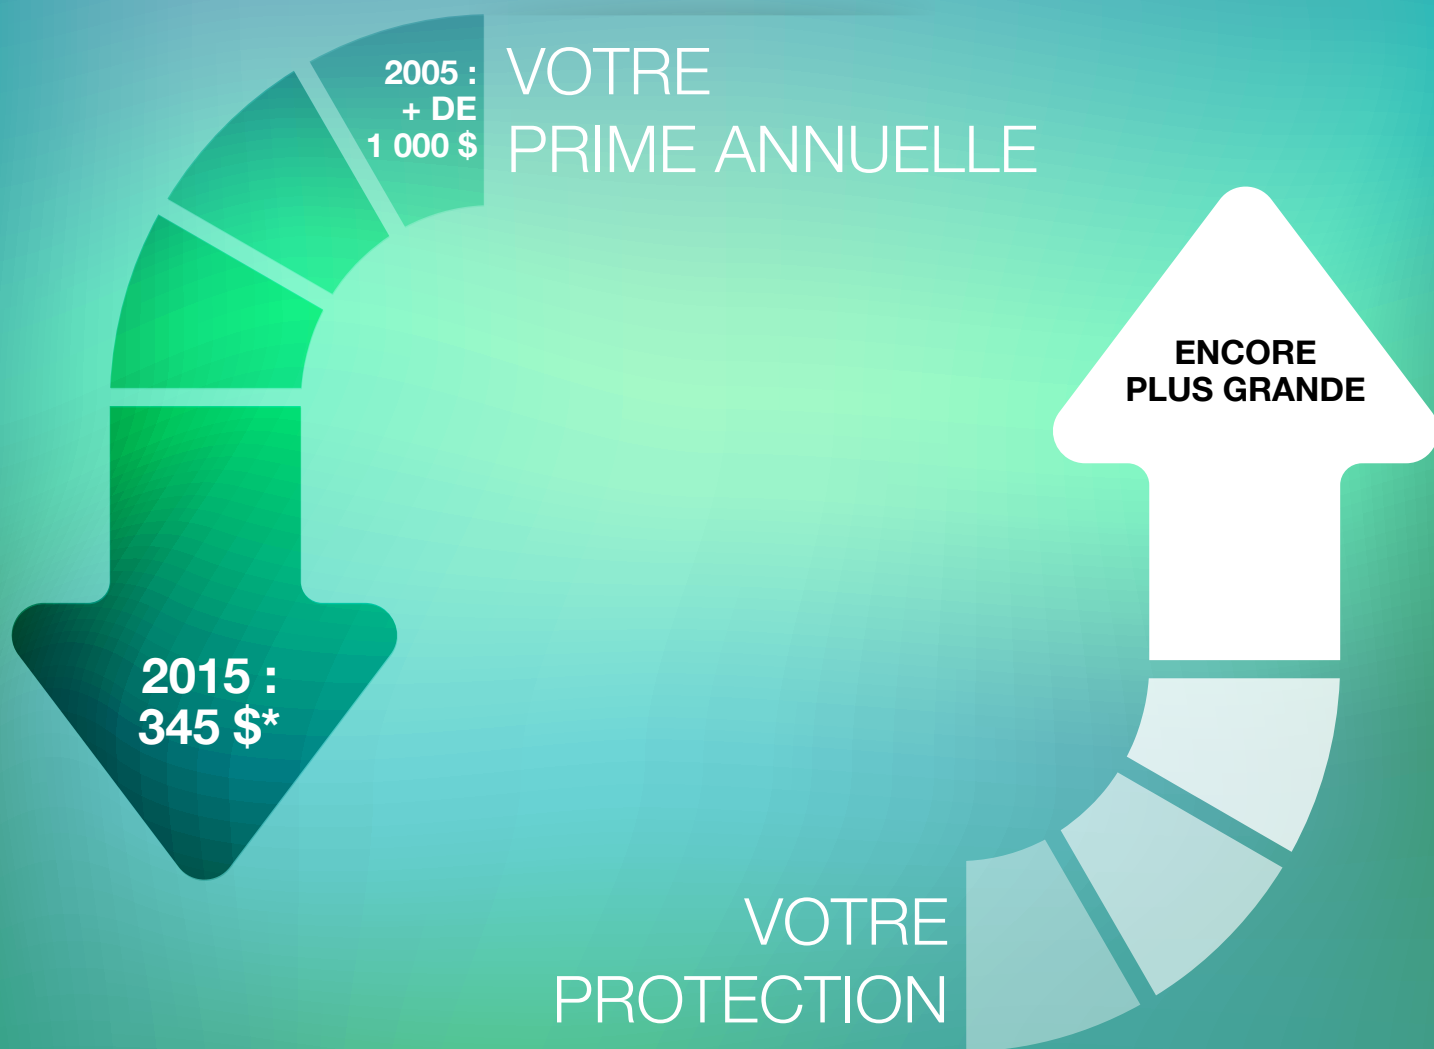 2005 :
+ DE
1 000 $
VOTRE
PRIME ANNUELLE
ENCORE
PLUS GRANDE
2015 :
345 $*
VOTRE
PROTECTION